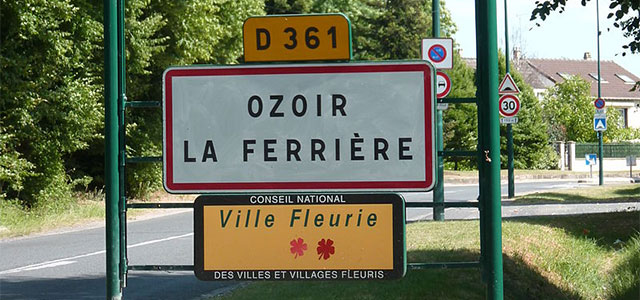 D 361
OZOIR
LA FERRIÈRE
CONSEIL NATIONAL
Ville Fleurie
DES VILLES ET VILLAGES FLEURIS
30